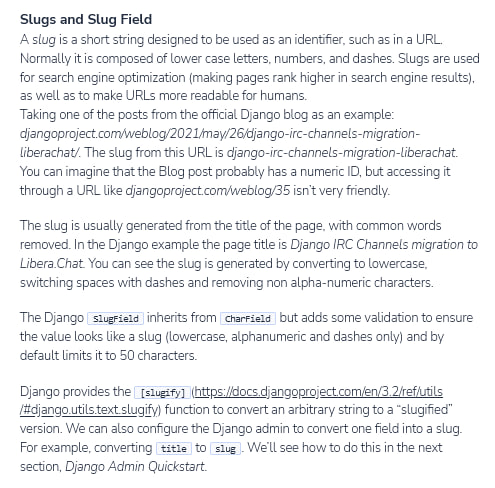 Slugs and Slug Field
A slug is a short string designed to be used as an identifier, such as in a URL.
Normally it is composed of lower case letters, numbers, and dashes. Slugs are used
for search engine optimization (making pages rank higher in search engine results),
as well as to make URLs more readable for humans.
Taking one of the posts from the official Django blog as an example:
djangoproject.com/weblog/2021/may/26/django-irc-channels-migration-
liberachat/. The slug from this URL is django-irc-channels-migration-liberachat.
You can imagine that the Blog post probably has a numeric ID, but accessing it
through a URL like djangoproject.com/weblog/35 isn’t very friendly.
The slug is usually generated from the title of the page, with common words
removed. In the Django example the page title is Django IRC Channels migration to
Libera.Chat. You can see the slug is generated by converting to lowercase,
switching spaces with dashes and removing non alpha-numeric characters.
The Django SlugField inherits from CharField but adds some validation to ensure
the value looks like a slug (lowercase, alphanumeric and dashes only) and by
default limits it to 50 characters.
Django provides the [slugify](https://docs.djangoproject.com/en/3.2/ref/utils
/#django.utils.text.slugify) function to convert an arbitrary string to a “slugified”
version. We can also configure the Django admin to convert one field into a slug.
For example, converting title to slug. We’ll see how to do this in the next
section, Django Admin Quickstart.